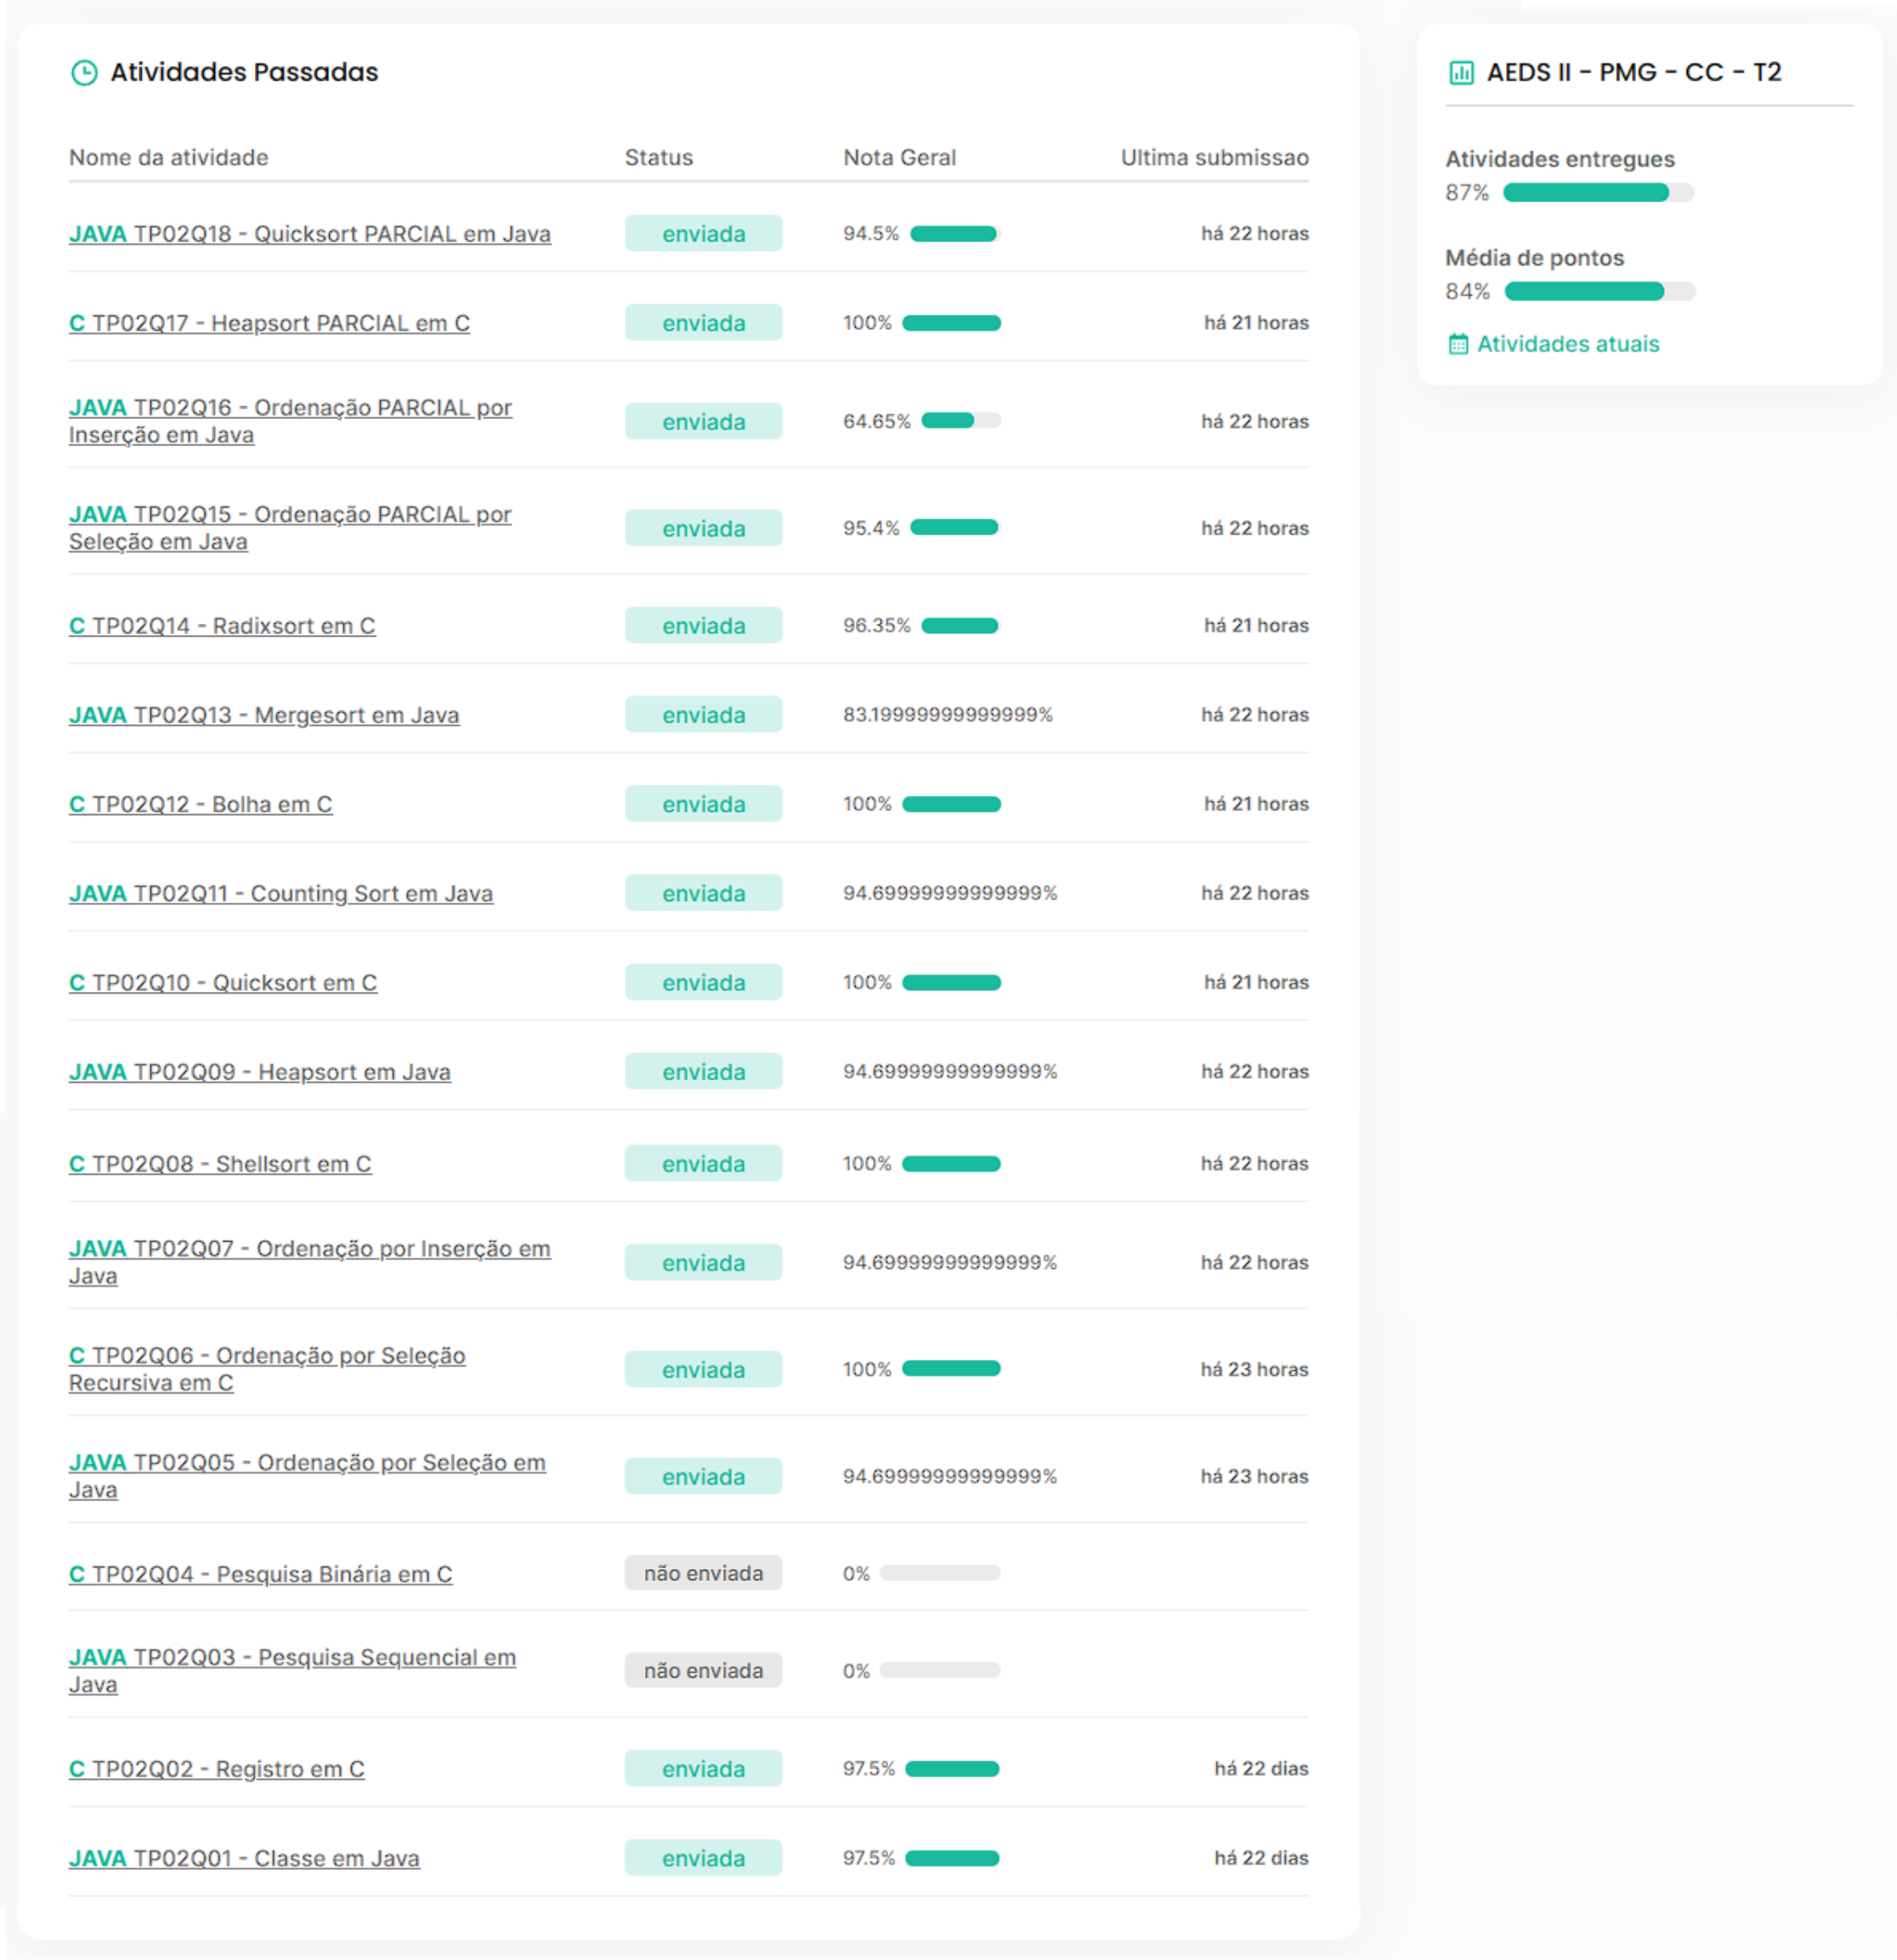 Atividades Passadas
Nome da atividade Status Nota Geral Ultima submissao
JAVA TP02Q18 - Quicksort PARCIAL em Java enviada 94.5% há 22 horas
C TP02Q17 - Heapsort PARCIAL em C enviada 100% há 21 horas
JAVA TP02Q16 - Ordenação PARCIAL por
Inserção em Java enviada 64.65% há 22 horas
JAVA TP02Q15 - Ordenação PARCIAL por
Seleção em Java enviada 95.4% há 22 horas
C TP02Q14 - Radixsort em C enviada 96.35% há 21 horas
JAVA TP02Q13 - Mergesort em Java enviada 83.19999999999999% há 22 horas
C TP02Q12 - Bolha em C enviada 100% há 21 horas
JAVA TP02Q11 - Counting Sort em Java enviada 94.69999999999999% há 22 horas
C TP02Q10 - Quicksort em C enviada 100% há 21 horas
JAVA TP02Q09 - Heapsort em Java enviada 94.69999999999999% há 22 horas
C TP02Q08 - Shellsort em C enviada 100% há 22 horas
JAVA TP02Q07 - Ordenação por Inserção em
Java enviada 94.69999999999999% há 22 horas
C TP02Q06 - Ordenação por Seleção
Recursiva em C enviada 100% há 23 horas
JAVA TP02Q05 - Ordenação por Seleção em
Java enviada 94.69999999999999% há 23 horas
C TP02Q04 - Pesquisa Binária em C não enviada 0%
JAVA TP02Q03 - Pesquisa Sequencial em
Java não enviada 0%
C TP02Q02 - Registro em C enviada 97.5% há 22 dias
JAVA TP02Q01 - Classe em Java enviada 97.5% há 22 dias
AEDS II - PMG - CC - T2
Atividades entregues
87%
Média de pontos
84%
Atividades atuais